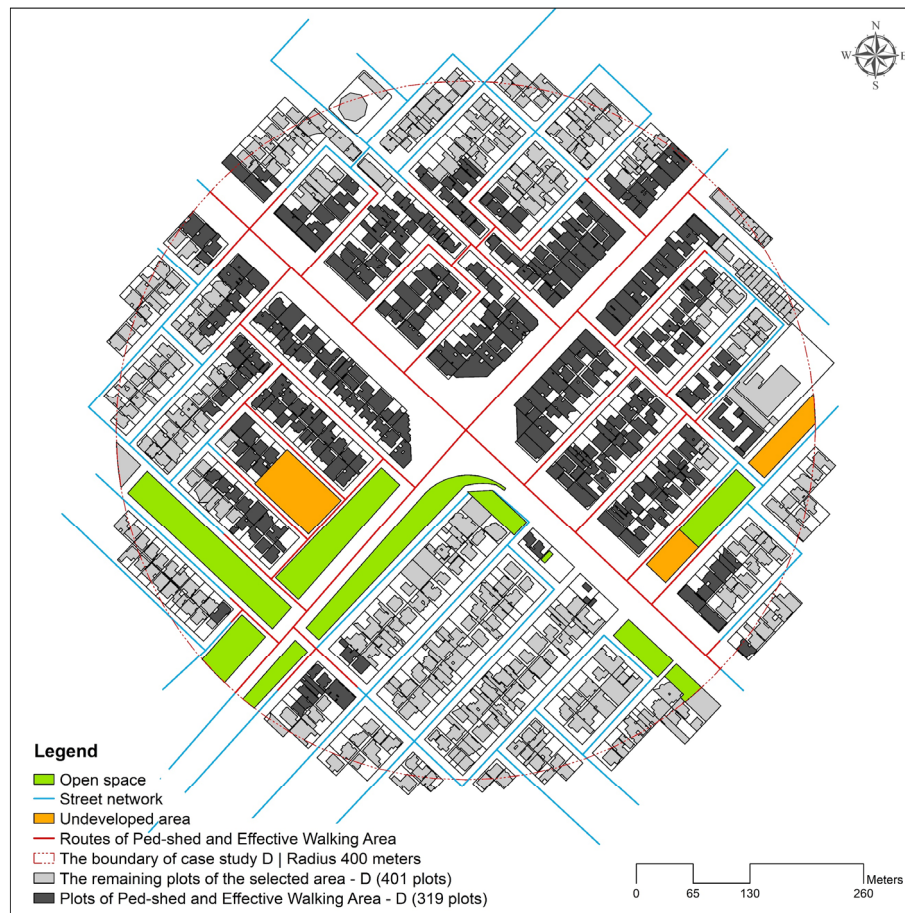 N
W E
S
Legend
Open space
Street network
Undeveloped area
Routes of Ped-shed and Effective Walking Area
The boundary of case study D | Radius 400 meters
The remaining plots of the selected area - D (401 plots)
Plots of Ped-shed and Effective Walking Area - D (319 plots)
Meters
0 65 130 260